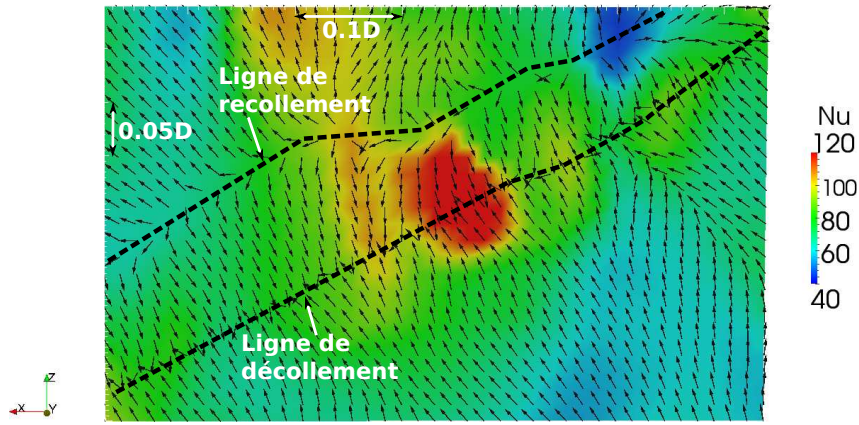 0.1D
Ligne de
recollement
0.05D
Nu
120
100
80
60
40
Ligne de
décollement
Z
X
Y